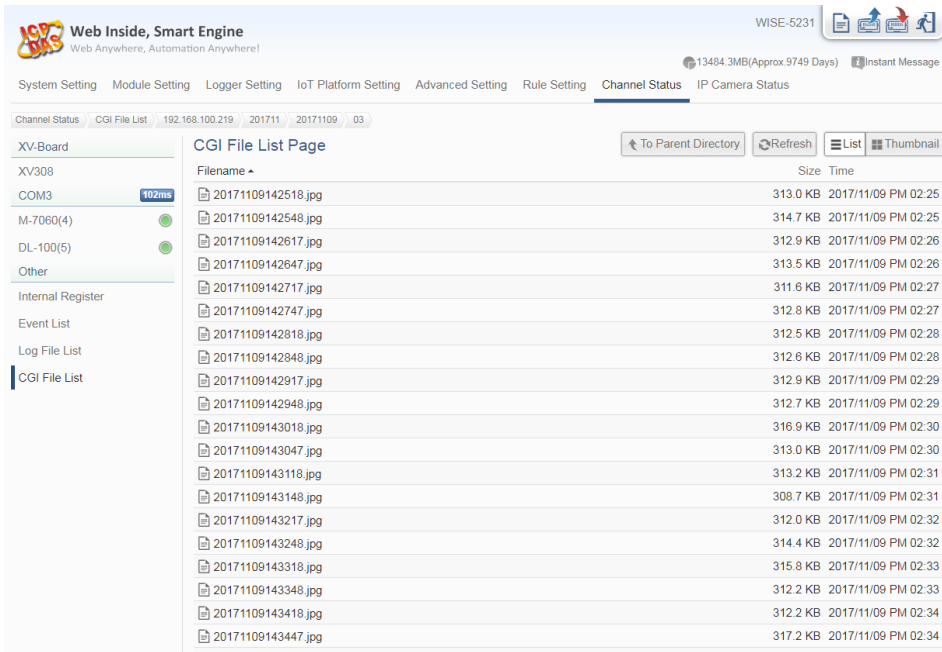 ICP DAS
Web Inside, Smart Engine
Web Anywhere, Automation Anywhere!
WISE-5231
13484.3MB(Approx.9749 Days) Instant Message
System Setting Module Setting Logger Setting IoT Platform Setting Advanced Setting Rule Setting Channel Status IP Camera Status
Channel Status CGI File List 192.168.100.219 201711 20171109 03
XV-Board
XV308
COM3 102ms
M-7060(4)
DL-100(5)
Other
Internal Register
Event List
Log File List
CGI File List
CGI File List Page
To Parent Directory Refresh List Thumbnail
Filename Size Time
20171109142518.jpg 313.0 KB 2017/11/09 PM 02:25
20171109142548.jpg 314.7 KB 2017/11/09 PM 02:25
20171109142617.jpg 312.9 KB 2017/11/09 PM 02:26
20171109142647.jpg 313.5 KB 2017/11/09 PM 02:26
20171109142717.jpg 311.6 KB 2017/11/09 PM 02:27
20171109142747.jpg 312.8 KB 2017/11/09 PM 02:27
20171109142818.jpg 312.5 KB 2017/11/09 PM 02:28
20171109142848.jpg 312.6 KB 2017/11/09 PM 02:28
20171109142917.jpg 312.9 KB 2017/11/09 PM 02:29
20171109142948.jpg 312.7 KB 2017/11/09 PM 02:29
20171109143018.jpg 316.9 KB 2017/11/09 PM 02:30
20171109143047.jpg 313.0 KB 2017/11/09 PM 02:30
20171109143118.jpg 313.2 KB 2017/11/09 PM 02:31
20171109143148.jpg 308.7 KB 2017/11/09 PM 02:31
20171109143217.jpg 312.0 KB 2017/11/09 PM 02:32
20171109143248.jpg 314.4 KB 2017/11/09 PM 02:32
20171109143318.jpg 315.8 KB 2017/11/09 PM 02:33
20171109143348.jpg 312.2 KB 2017/11/09 PM 02:33
20171109143418.jpg 312.2 KB 2017/11/09 PM 02:34
20171109143447.jpg 317.2 KB 2017/11/09 PM 02:34